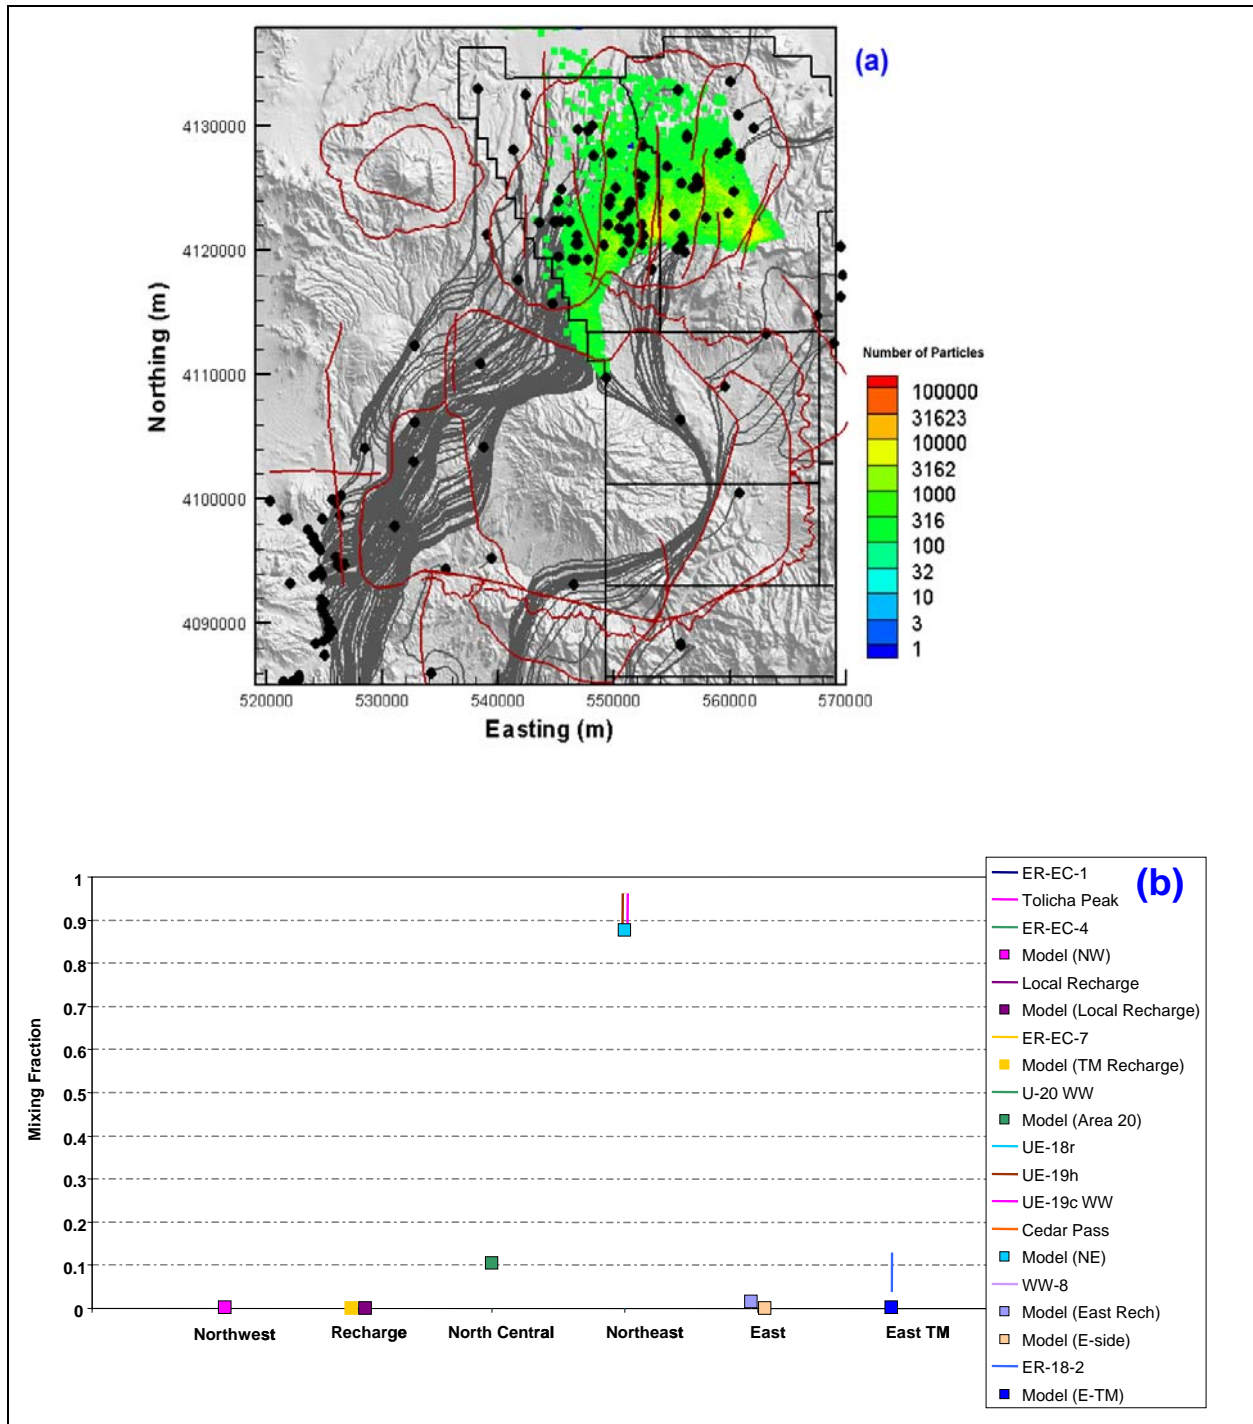 (a)
4130000
4120000
4110000
4100000
4090000
Northing (m)
520000 530000 540000 550000 560000 570000
Easting (m)
Number of Particles
100000
31623
10000
3162
1000
316
100
32
10
3
1
(b)
1
0.9
0.8
0.7
0.6
0.5
0.4
0.3
0.2
0.1
0
Mixing Fraction
Northwest Recharge North Central Northeast East East TM
ER-EC-1
Tolicha Peak
ER-EC-4
Model (NW)
Local Recharge
Model (Local Recharge)
ER-EC-7
Model (TM Recharge)
U-20 WW
Model (Area 20)
UE-18r
UE-19h
UE-19c WW
Cedar Pass
Model (NE)
WW-8
Model (East Rech)
Model (E-side)
ER-18-2
Model (E-TM)